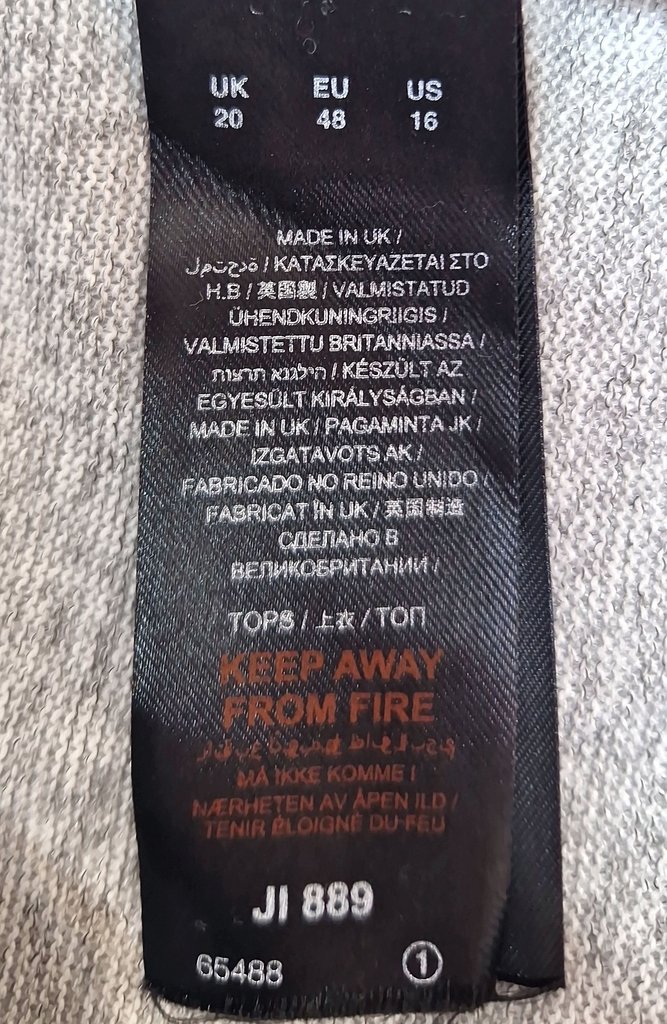 UK EU US
20 48 16
MADE IN UK /
/ ΚΑΤΑΣΚΕΥΑΖΕΤΑΙ ΣΤΟ
H.B / 英国製 / VALMISTATUD
ÜHENDKUNINGRIIGIS /
VALMISTETTU BRITANNIASSA /
/ KÉSZÜLT AZ
EGYESÜLT KIRÁLYSÁGBAN /
MADE IN UK / PAGAMINTA JK /
IZGATAVOTS AK /
FABRICADO NO REINO UNIDO /
FABRICAT ÎN UK / 英国制造
СДЕЛАНО В
ВЕЛИКОБРИТАНИИ /
TOPS / 上衣 / ТОП
KEEP AWAY
FROM FIRE
MÅ IKKE KOMME I
NÆRHETEN AV ÅPEN ILD /
TENIR ÉLOIGNÉ DU FEU
JI 889
65488 1